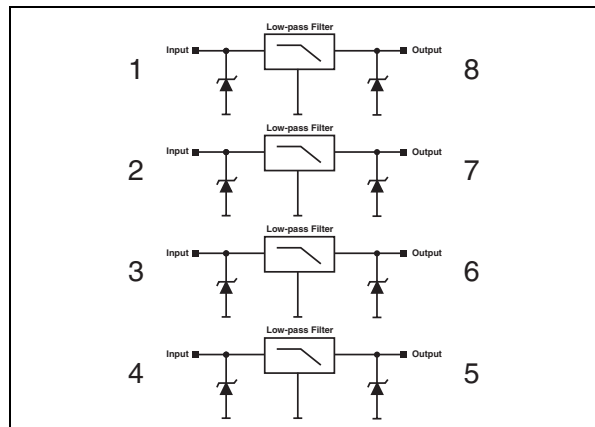 Low-pass Filter
1 Input Output 8
Low-pass Filter
2 Input Output 7
Low-pass Filter
3 Input Output 6
Low-pass Filter
4 Input Output 5